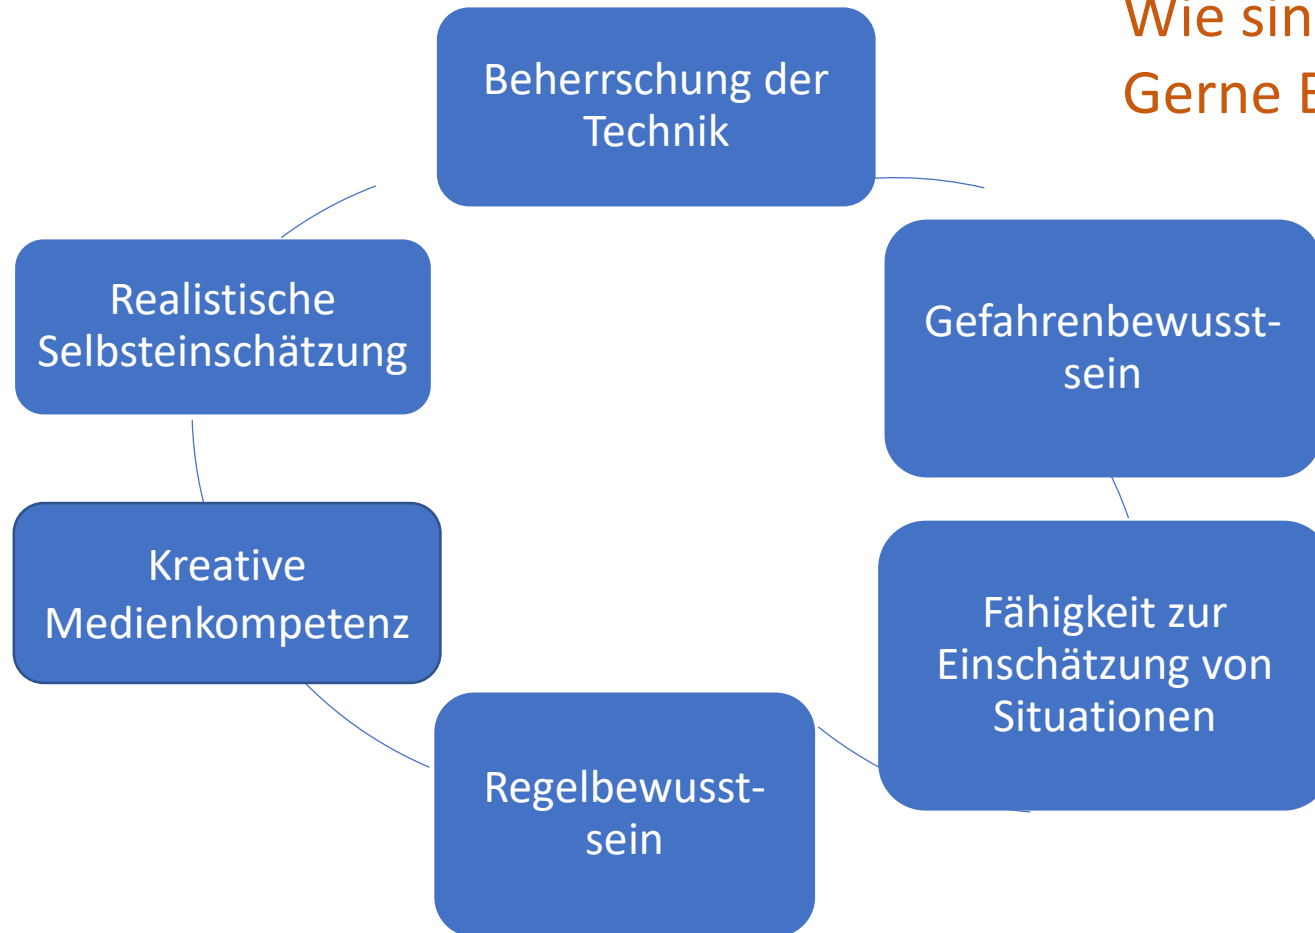 Wie sin
Gerne E
Beherrschung der
Technik
Gefahrenbewusst-
sein
Fähigkeit zur
Einschätzung von
Situationen
Regelbewusst-
sein
Kreative
Medienkompetenz
Realistische
Selbsteinschätzung